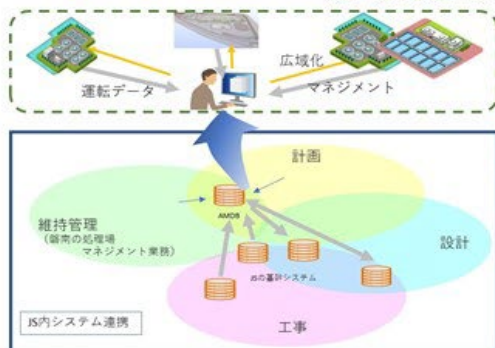 広域化
運転データ
マネジメント
計画
維持管理
(磐南の処理場
マネジメント業務)
AMDB
設計
JSの基幹システム
工事
JS内システム連携